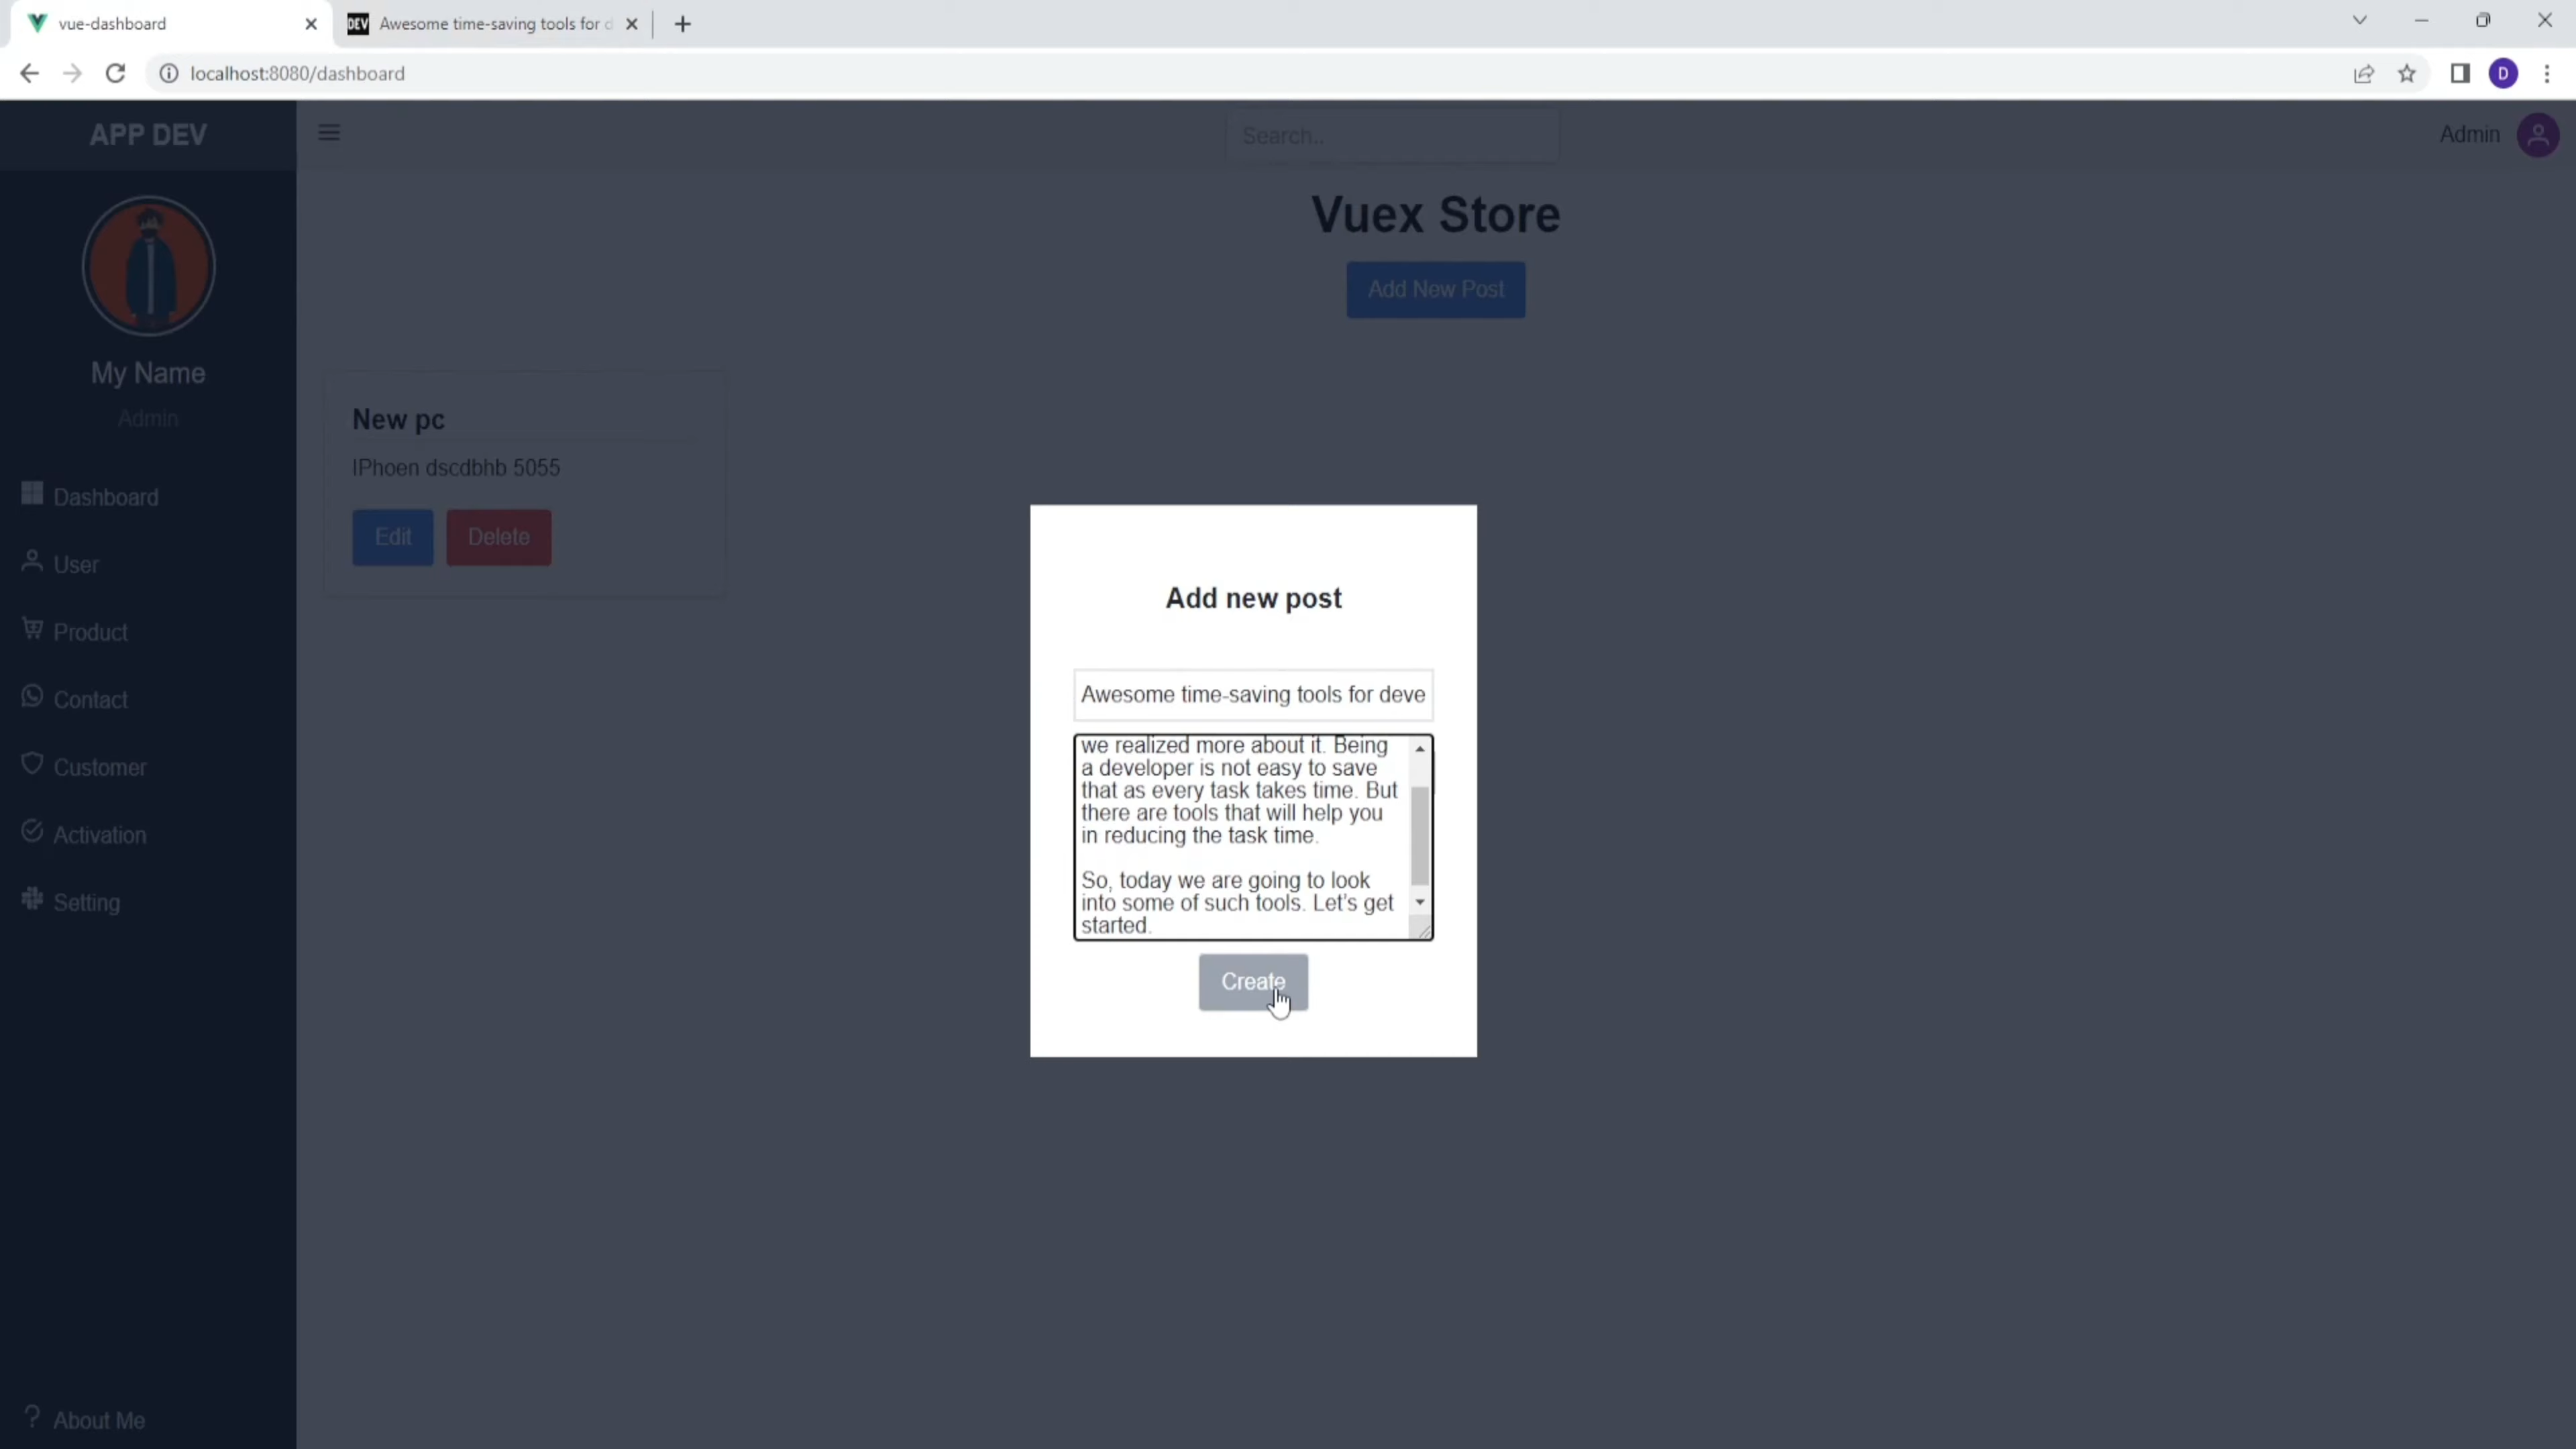 vue-dashboard
DEV Awesome time-saving tools for d
localhost:8080/dashboard
D
APP DEV
Search..
Admin
My Name
Admin
Dashboard
User
Product
Contact
Customer
Activation
Setting
About Me
Vuex Store
Add New Post
New pc
IPhoen dscdbhb 5055
Edit
Delete
Add new post
Awesome time-saving tools for deve
we realized more about it. Being
a developer is not easy to save
that as every task takes time. But
there are tools that will help you
in reducing the task time.
So, today we are going to look
into some of such tools. Let's get
started.
Create